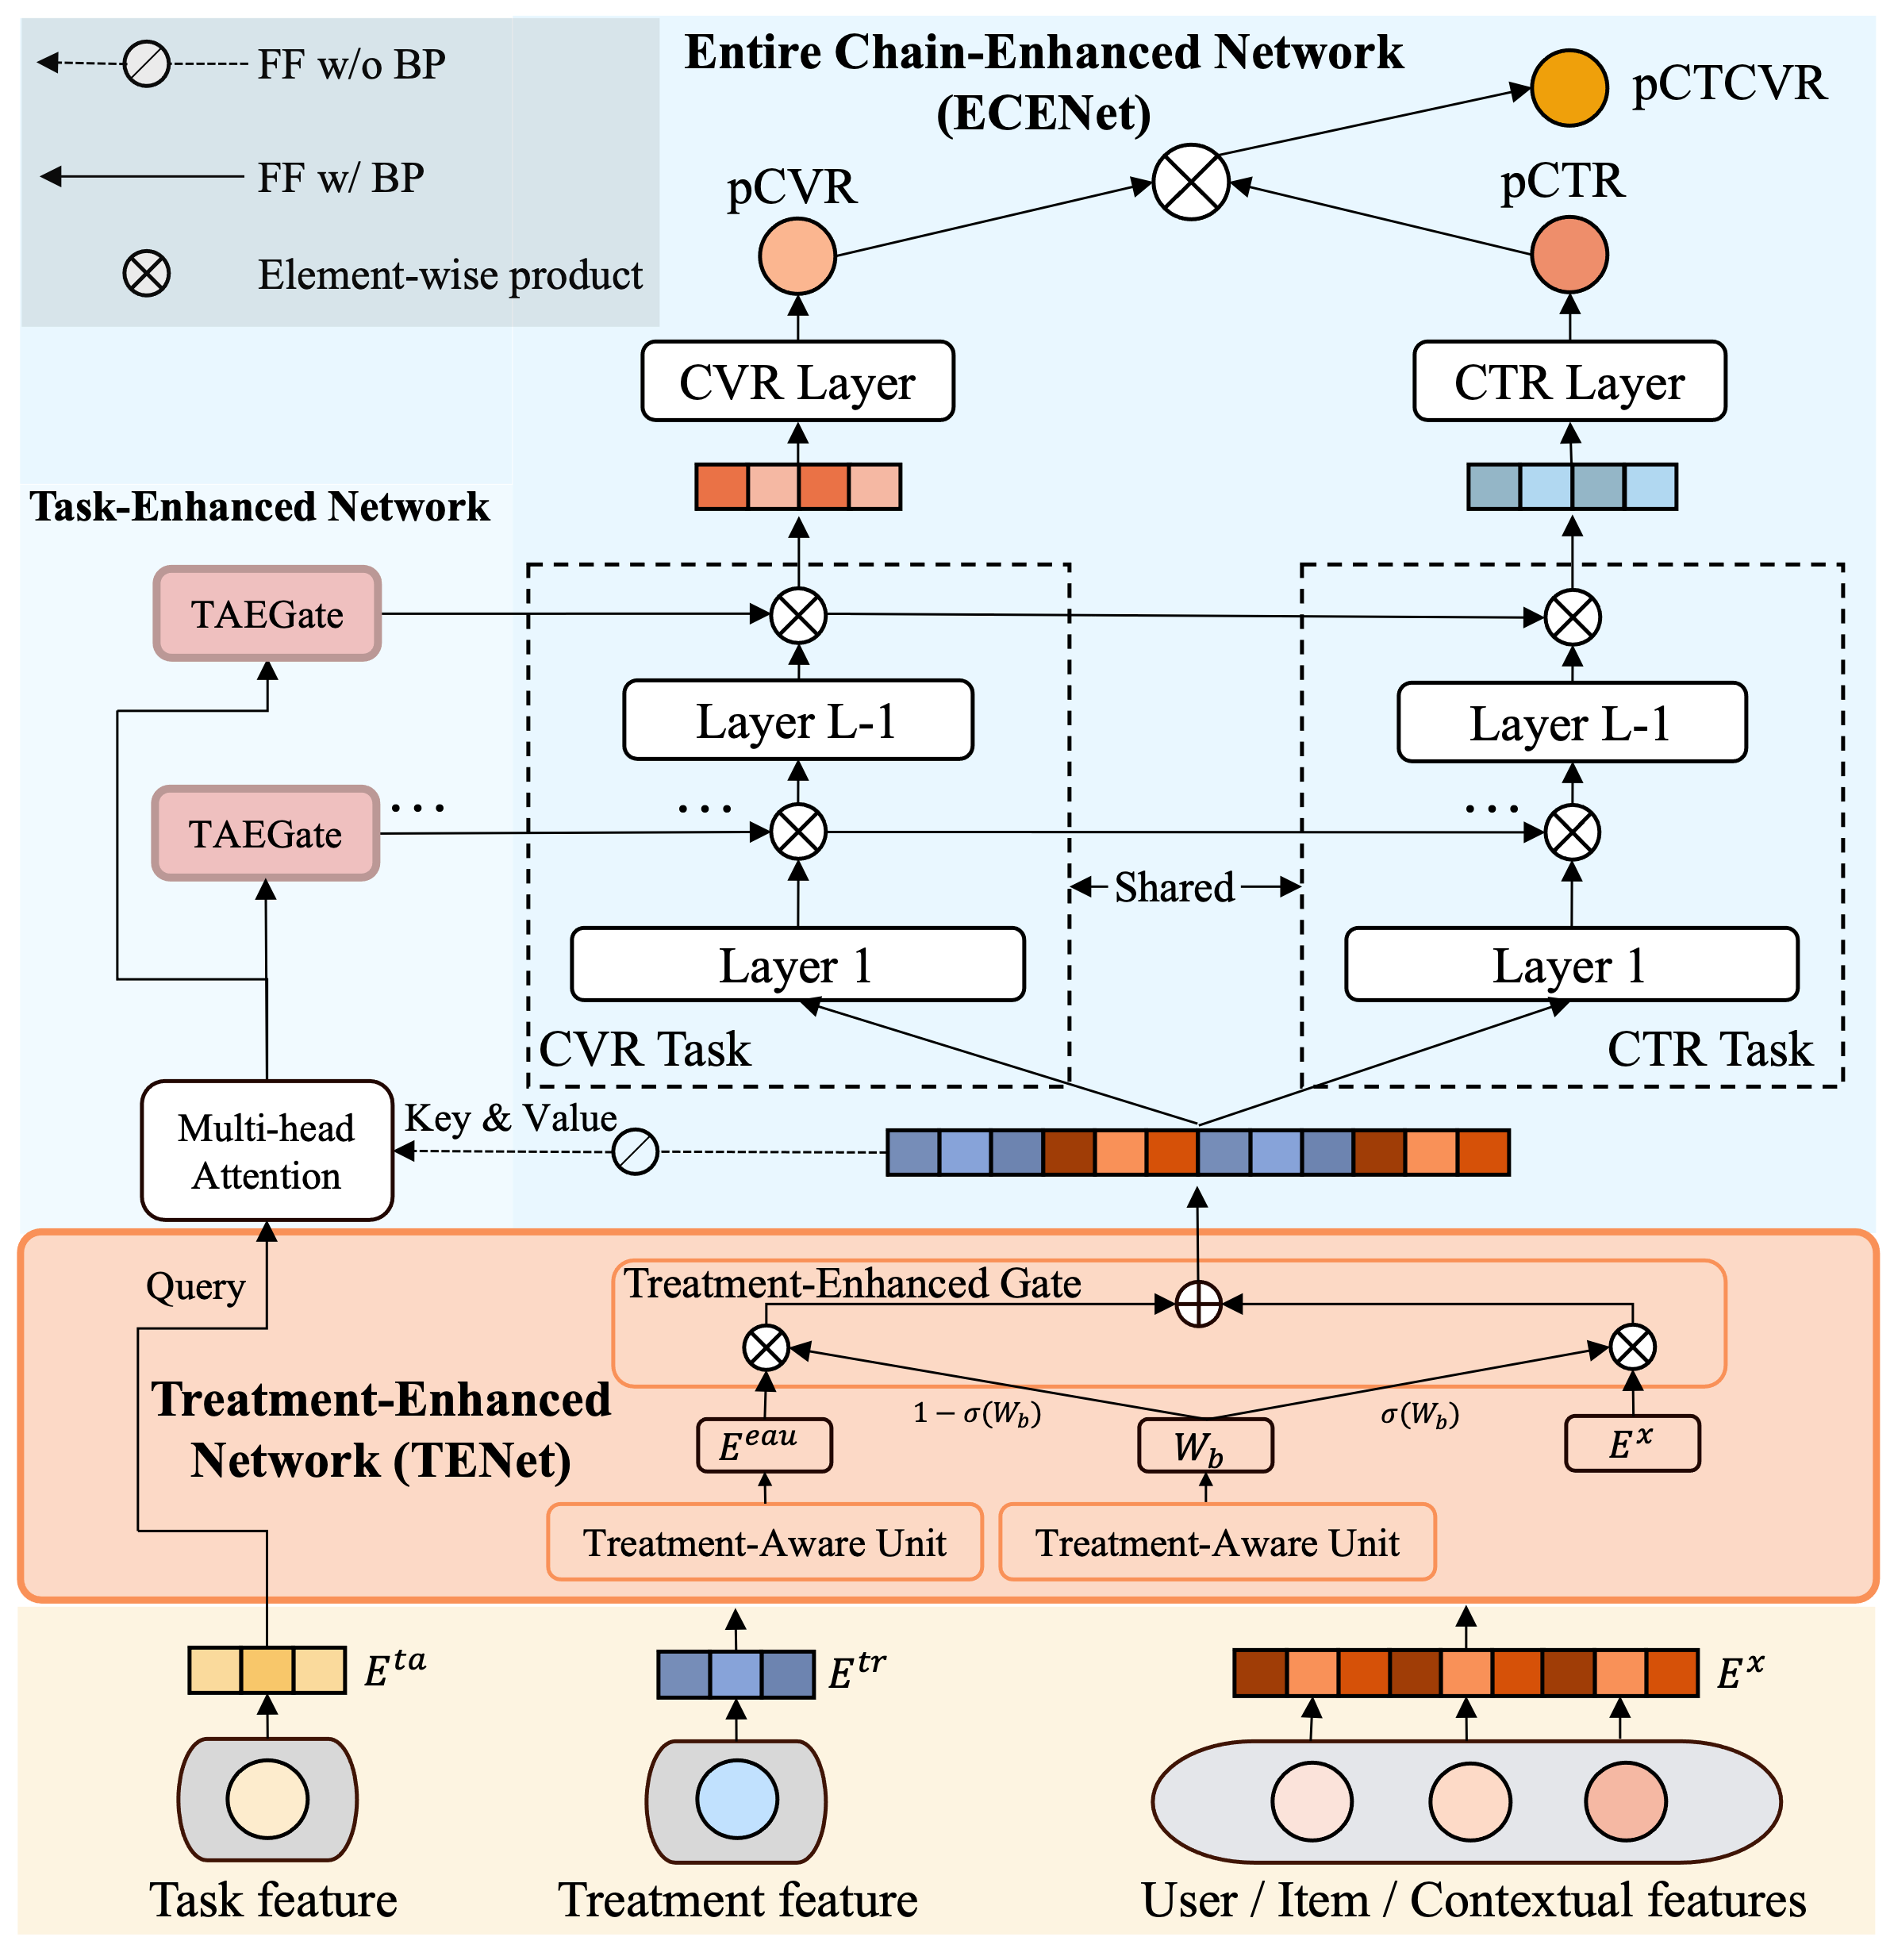 FF w/o BP
FF w/ BP
Element-wise product
Entire Chain-Enhanced Network
(ECENet)
pCTCVR
pCVR
pCTR
CVR Layer
CTR Layer
Task-Enhanced Network
TAEGate
Layer L-1
Layer L-1
TAEGate
...
...
...
Shared
Layer 1
Layer 1
CVR Task
CTR Task
Multi-head
Attention
Key & Value
Query
Treatment-Enhanced Gate
Treatment-Enhanced
Network (TENet)
1 − σ(W_b)
σ(W_b)
E^{eau}
W_b
E^x
Treatment-Aware Unit
Treatment-Aware Unit
E^{ta}
E^{tr}
E^x
Task feature
Treatment feature
User / Item / Contextual features